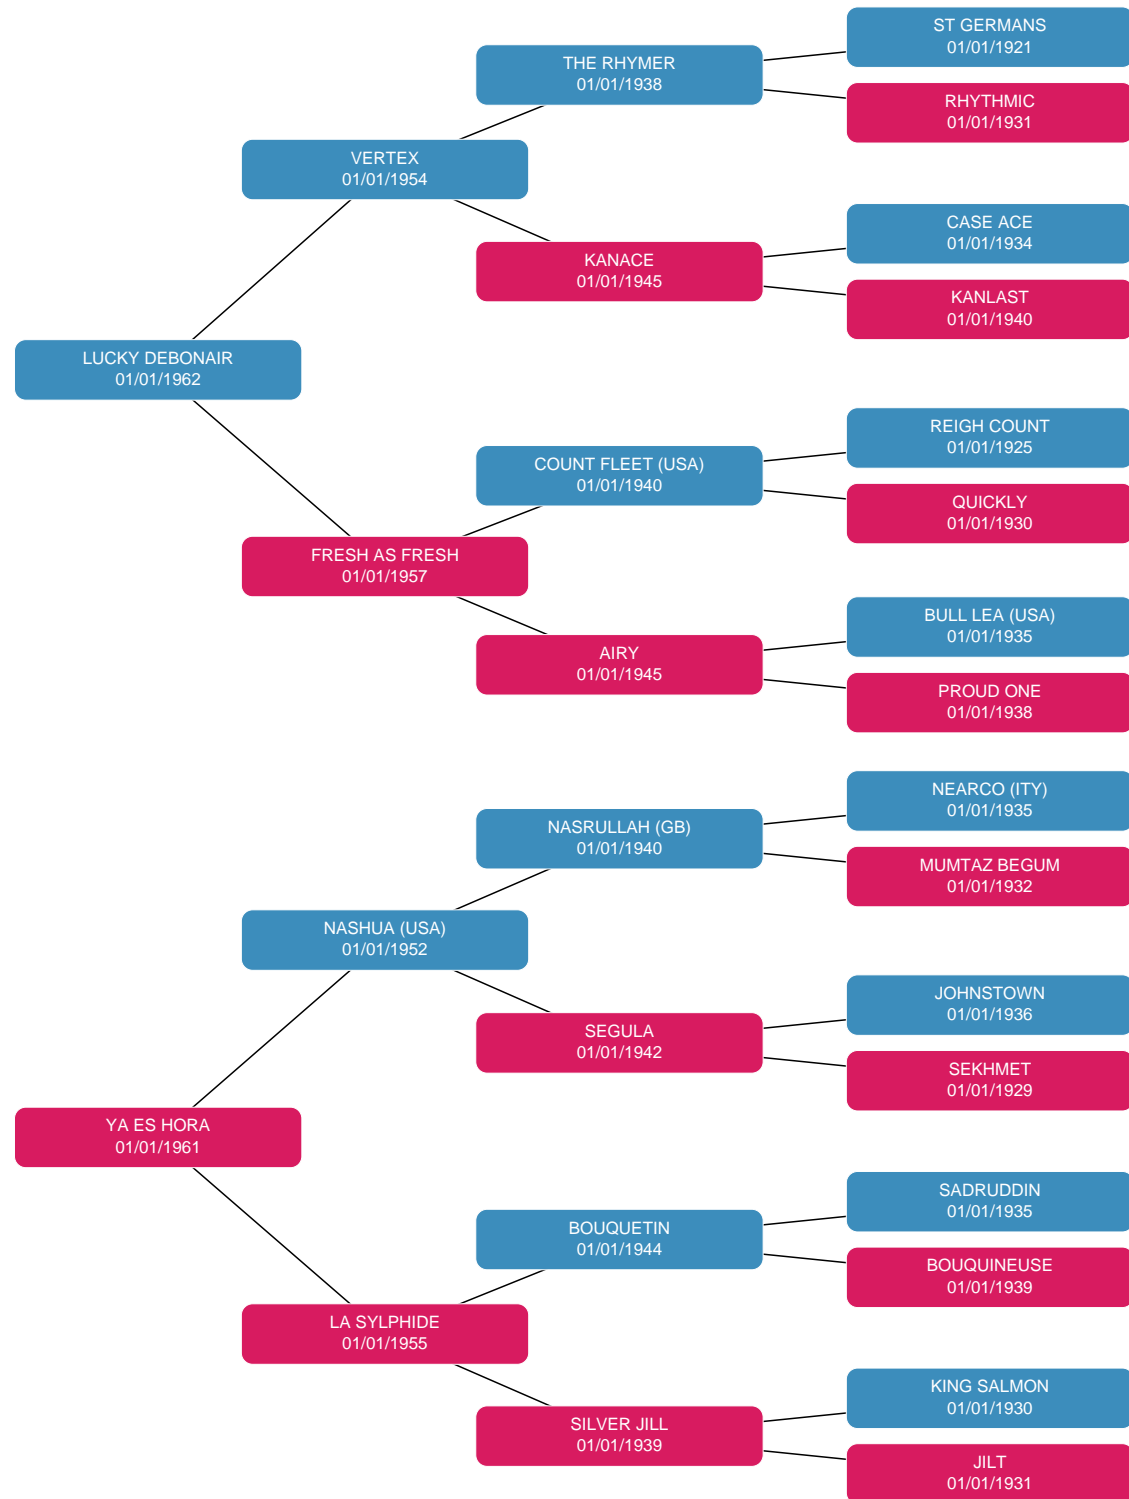 ST GERMANS
01/01/1921
THE RHYMER
01/01/1938
RHYTHMIC
01/01/1931
VERTEX
01/01/1954
CASE ACE
01/01/1934
KANACE
01/01/1945
KANLAST
01/01/1940
LUCKY DEBONAIR
01/01/1962
REIGH COUNT
01/01/1925
COUNT FLEET (USA)
01/01/1940
QUICKLY
01/01/1930
FRESH AS FRESH
01/01/1957
BULL LEA (USA)
01/01/1935
AIRY
01/01/1945
PROUD ONE
01/01/1938
NEARCO (ITY)
01/01/1935
NASRULLAH (GB)
01/01/1940
MUMTAZ BEGUM
01/01/1932
NASHUA (USA)
01/01/1952
JOHNSTOWN
01/01/1936
SEGULA
01/01/1942
SEKHMET
01/01/1929
YA ES HORA
01/01/1961
SADRUDDIN
01/01/1935
BOUQUETIN
01/01/1944
BOUQUINEUSE
01/01/1939
LA SYLPHIDE
01/01/1955
KING SALMON
01/01/1930
SILVER JILL
01/01/1939
JILT
01/01/1931